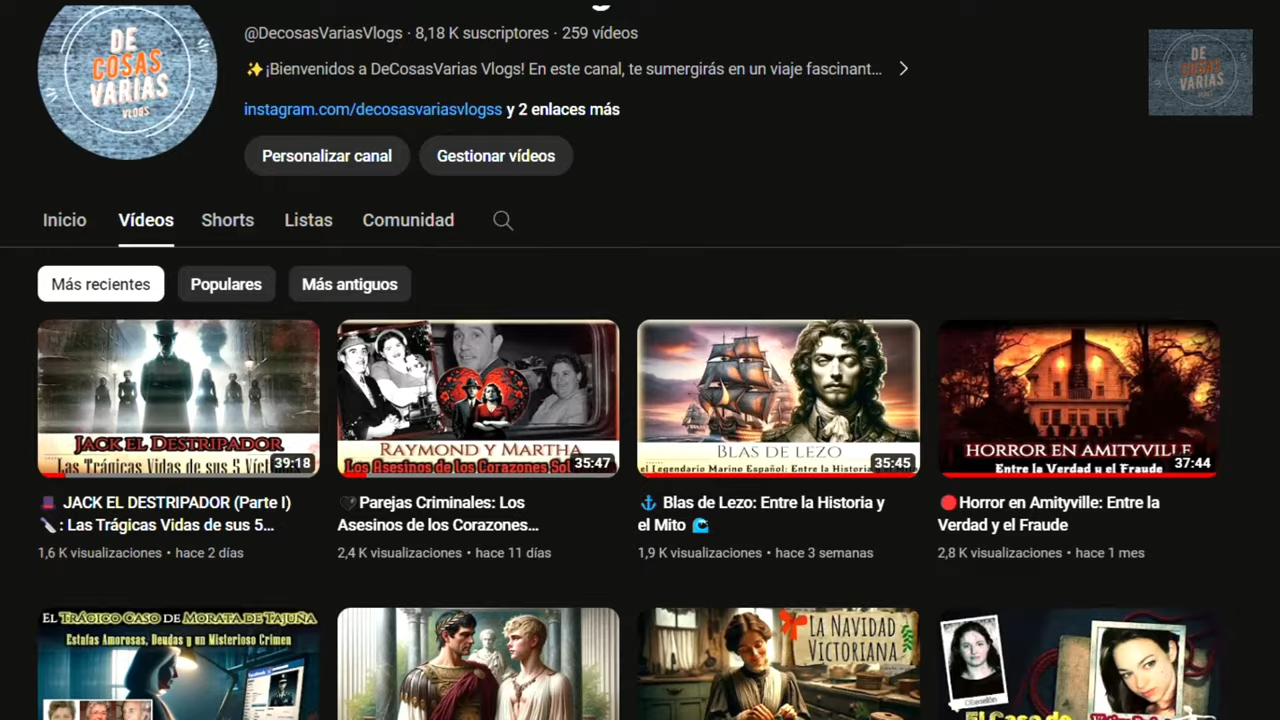 DE
COSAS
VARIAS
VLOGS
@DecosasVariasVlogs · 8,18 K suscriptores · 259 vídeos
✨¡Bienvenidos a DeCosasVarias Vlogs! En este canal, te sumergirás en un viaje fascinant...
instagram.com/decosasvariasvlogss y 2 enlaces más
Personalizar canal
Gestionar vídeos
DE
COSAS
VARIAS
VLOGS
Inicio
Vídeos
Shorts
Listas
Comunidad
Más recientes
Populares
Más antiguos
JACK EL DESTRIPADOR
Las Trágicas Vidas de sus 5
39:18
RAYMOND Y MARTHA
Los Asesinos de los Corazones
35:47
BLAS DE LEZO
el Legendario Marino Español: Entre la
35:45
HORROR EN AMITYVILLE
Entre la Verdad y el Fraude
37:44
JACK EL DESTRIPADOR (Parte I)
: Las Trágicas Vidas de sus 5...
1,6 K visualizaciones • hace 2 días
Parejas Criminales: Los
Asesinos de los Corazones...
2,4 K visualizaciones • hace 11 días
Blas de Lezo: Entre la Historia y
el Mito
1,9 K visualizaciones • hace 3 semanas
Horror en Amityville: Entre la
Verdad y el Fraude
2,8 K visualizaciones • hace 1 mes
EL TRÁGICO CASO DE MORATA DE TAJUÑA
Estafas Amorosas, Deudas y un Misterioso Crimen
LA NAVIDAD
VICTORIANA
El Caso de